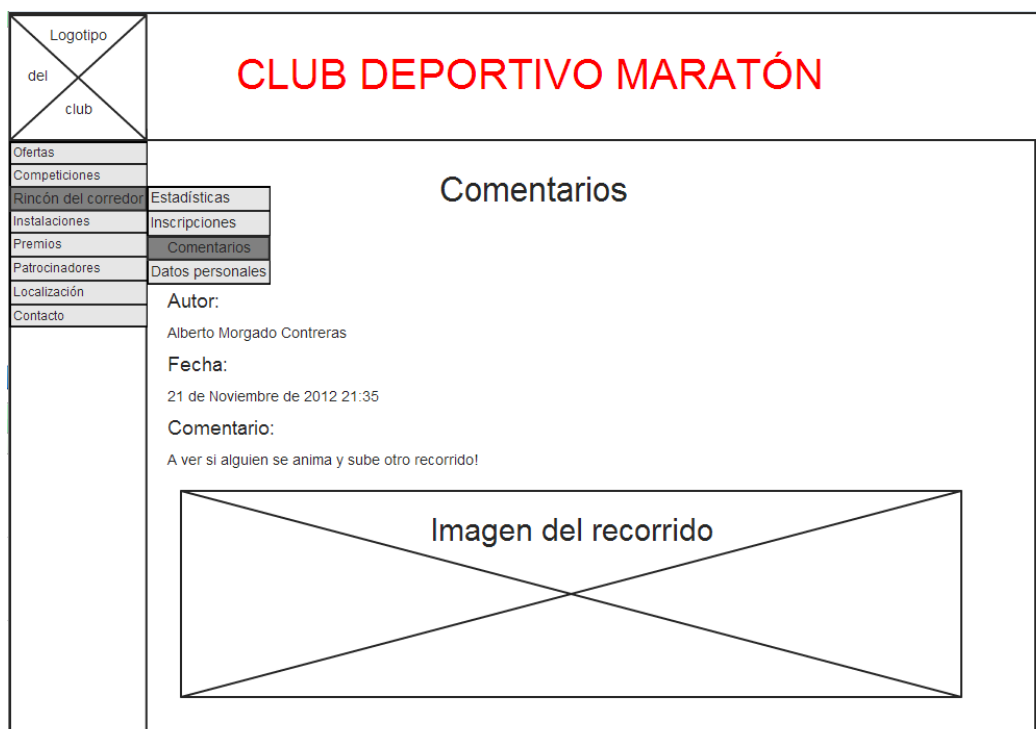 Logotipo
del
club
CLUB DEPORTIVO MARATÓN
Ofertas
Competiciones
Rincón del corredor
Instalaciones
Premios
Patrocinadores
Localización
Contacto
Estadísticas
Inscripciones
Comentarios
Datos personales
Comentarios
Autor:
Alberto Morgado Contreras
Fecha:
21 de Noviembre de 2012 21:35
Comentario:
A ver si alguien se anima y sube otro recorrido!
Imagen del recorrido